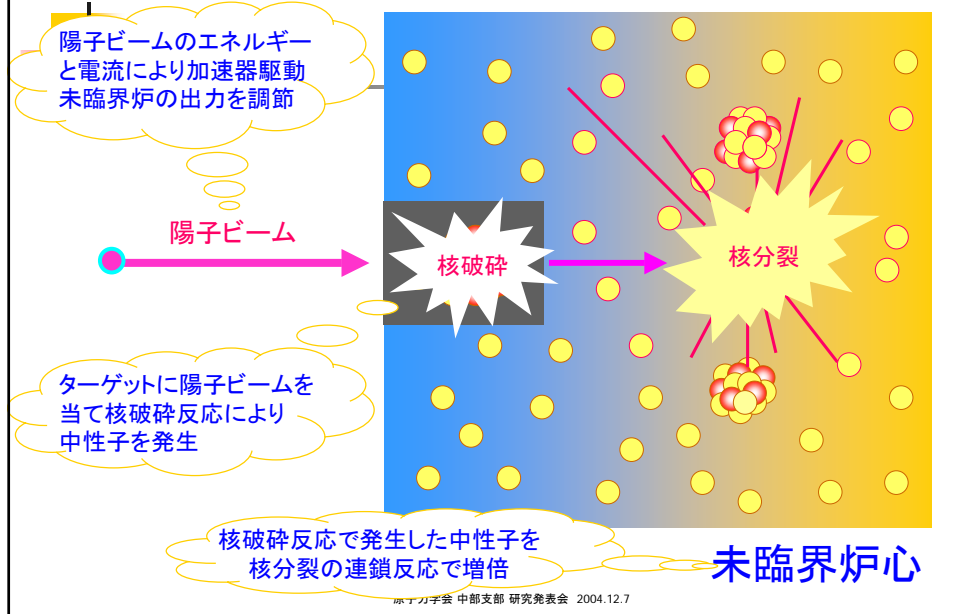 陽子ビームのエネルギー
と電流により加速器駆動
未臨界炉の出力を調節
陽子ビーム
核破砕
核分裂
ターゲットに陽子ビームを
当て核破砕反応により
中性子を発生
核破砕反応で発生した中性子を
核分裂の連鎖反応で増倍
未臨界炉心
原子力学会 中部支部 研究発表会 2004.12.7